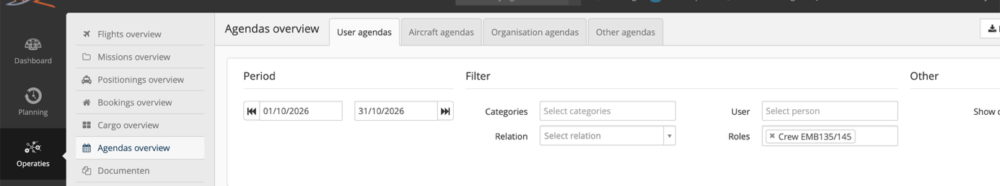 Dashboard
Planning
Operaties
Flights overview
Missions overview
Positionings overview
Bookings overview
Cargo overview
Agendas overview
Documenten
Agendas overview
User agendas
Aircraft agendas
Organisation agendas
Other agendas
Period
01/10/2026
31/10/2026
Filter
Categories
Select categories
User
Select person
Relation
Select relation
Roles
× Crew EMB135/145
Other
Show